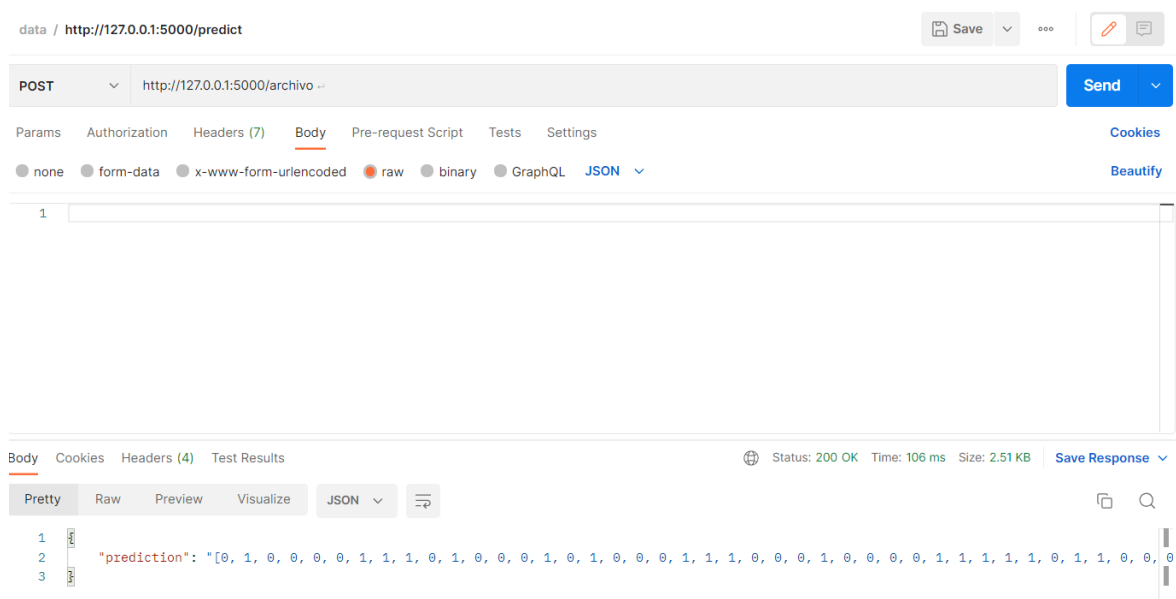 data / http://127.0.0.1:5000/predict Save
POST http://127.0.0.1:5000/archivo Send
Params Authorization Headers (7) Body Pre-request Script Tests Settings Cookies
none form-data x-www-form-urlencoded raw binary GraphQL JSON Beautify
1
Body Cookies Headers (4) Test Results Status: 200 OK Time: 106 ms Size: 2.51 KB Save Response
Pretty Raw Preview Visualize JSON
1 {
2 "prediction": "[0, 1, 0, 0, 0, 0, 1, 1, 1, 0, 1, 0, 0, 0, 1, 0, 1, 0, 0, 0, 1, 1, 1, 0, 0, 0, 1, 0, 0, 0, 0, 1, 1, 1, 1, 1, 0, 1, 1, 0, 0, 0
3 }